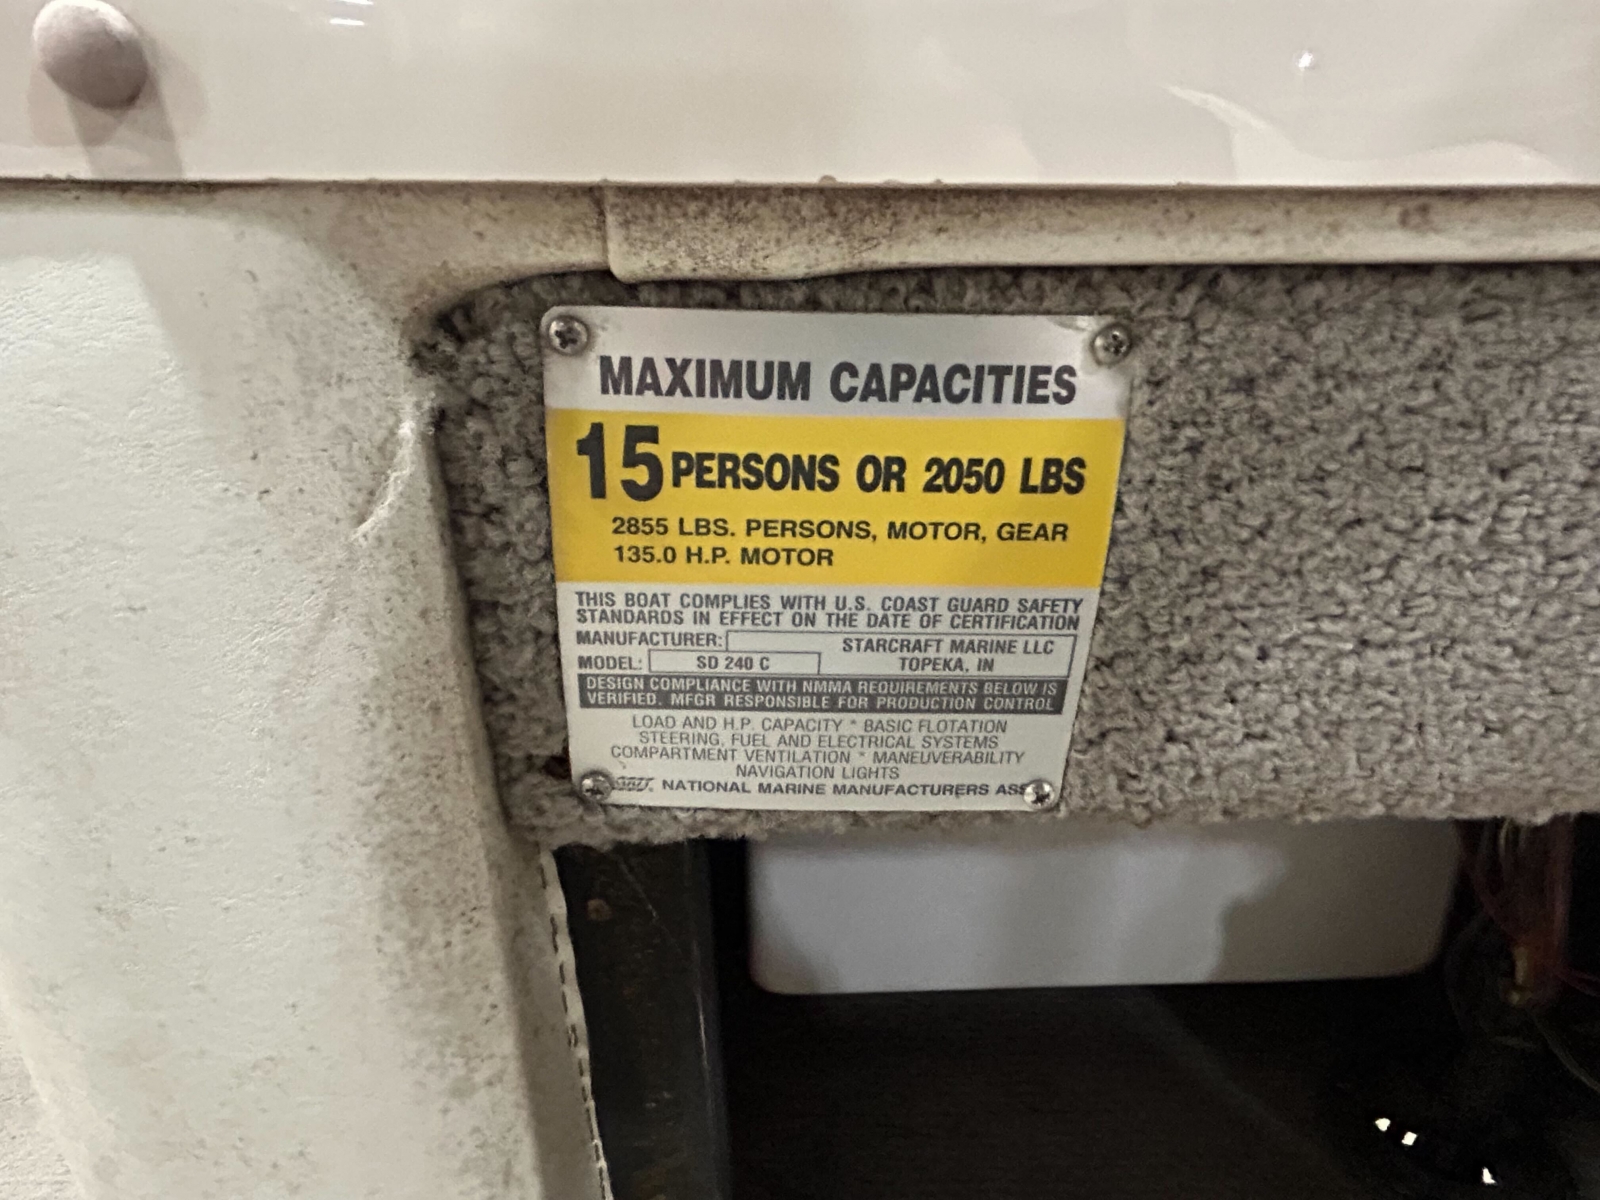 MAXIMUM CAPACITIES
15 PERSONS OR 2050 LBS
2855 LBS. PERSONS, MOTOR, GEAR
135.0 H.P. MOTOR
THIS BOAT COMPLIES WITH U.S. COAST GUARD SAFETY
STANDARDS IN EFFECT ON THE DATE OF CERTIFICATION
MANUFACTURER: STARCRAFT MARINE LLC
MODEL: SD 240 C TOPEKA, IN
DESIGN COMPLIANCE WITH NMMA REQUIREMENTS BELOW IS
VERIFIED. MFGR RESPONSIBLE FOR PRODUCTION CONTROL
LOAD AND H.P. CAPACITY * BASIC FLOTATION
STEERING, FUEL AND ELECTRICAL SYSTEMS
COMPARTMENT VENTILATION * MANEUVERABILITY
NAVIGATION LIGHTS
NATIONAL MARINE MANUFACTURERS